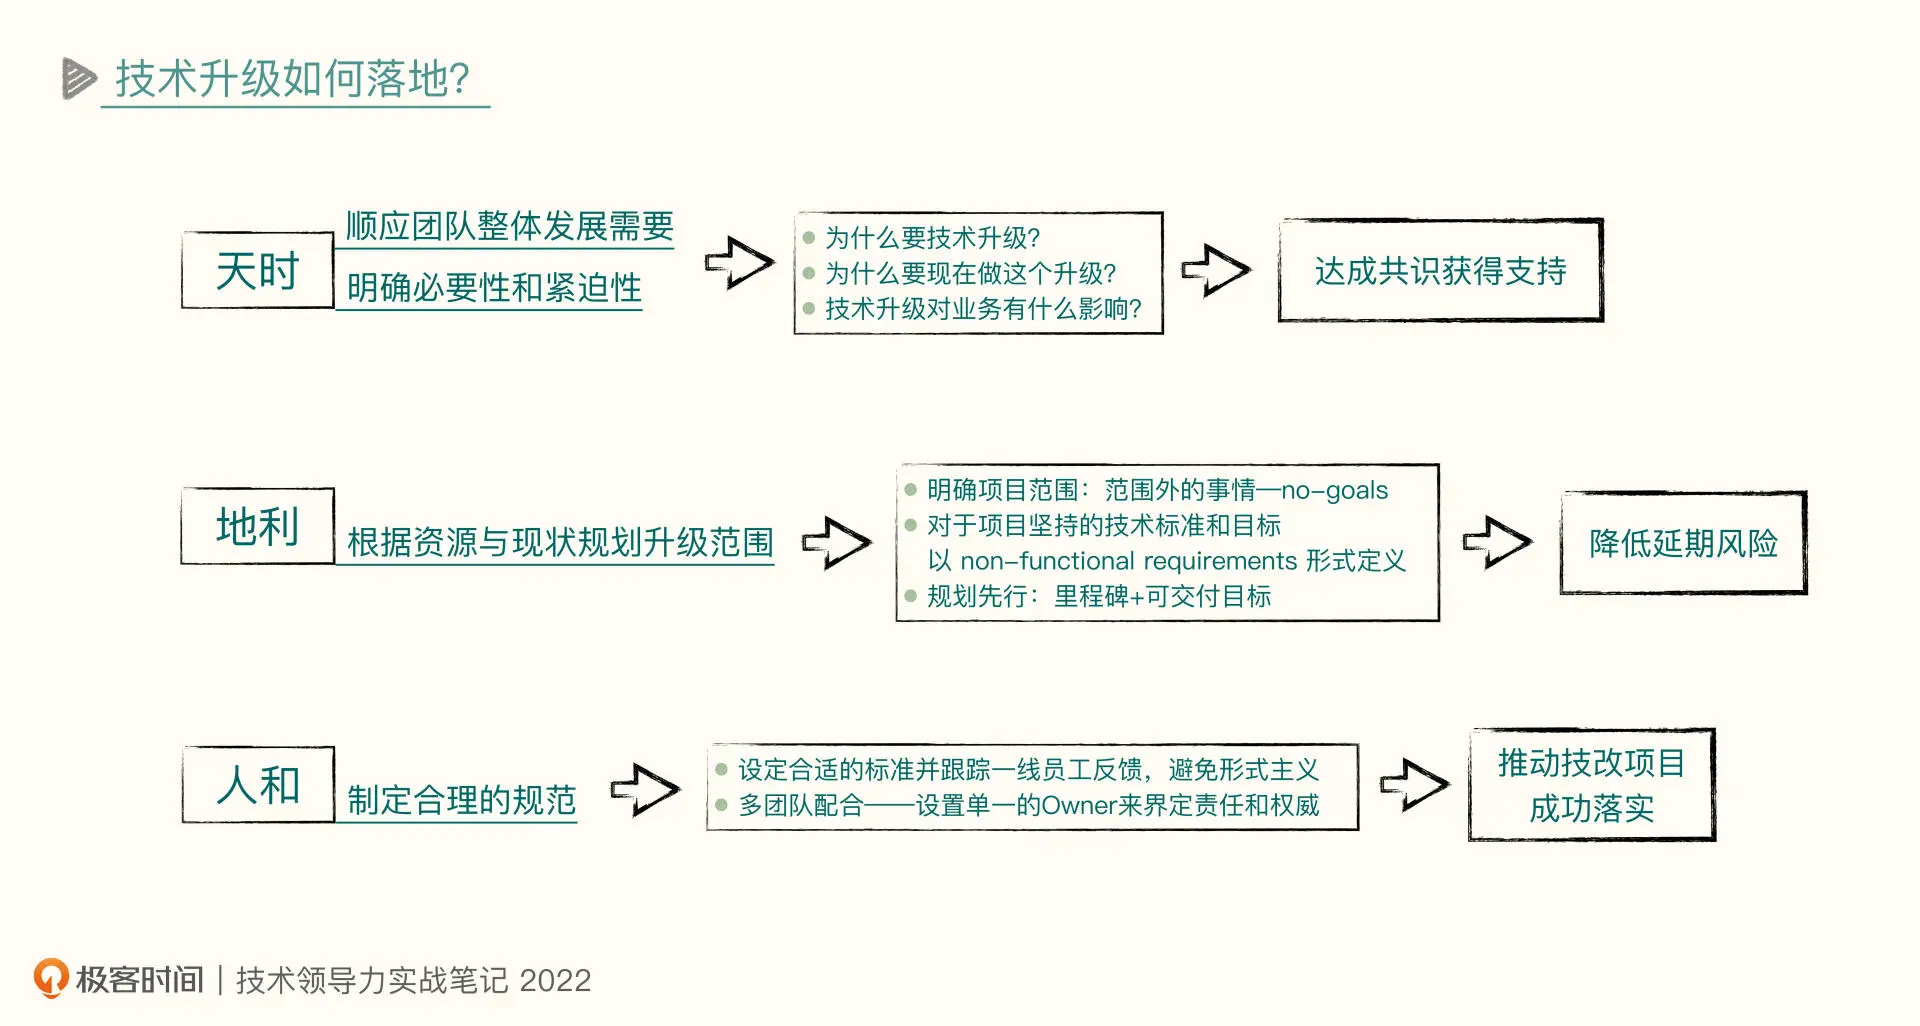 技术升级如何落地？
天时
顺应团队整体发展需要
明确必要性和紧迫性
为什么要技术升级？
为什么要现在做这个升级？
技术升级对业务有什么影响？
达成共识获得支持
地利
根据资源与现状规划升级范围
明确项目范围：范围外的事情—no-goals
对于项目坚持的技术标准和目标
以 non-functional requirements 形式定义
规划先行：里程碑+可交付目标
降低延期风险
人和
制定合理的规范
设定合适的标准并跟踪一线员工反馈，避免形式主义
多团队配合——设置单一的Owner来界定责任和权威
推动技改项目
成功落实
极客时间 | 技术领导力实战笔记 2022